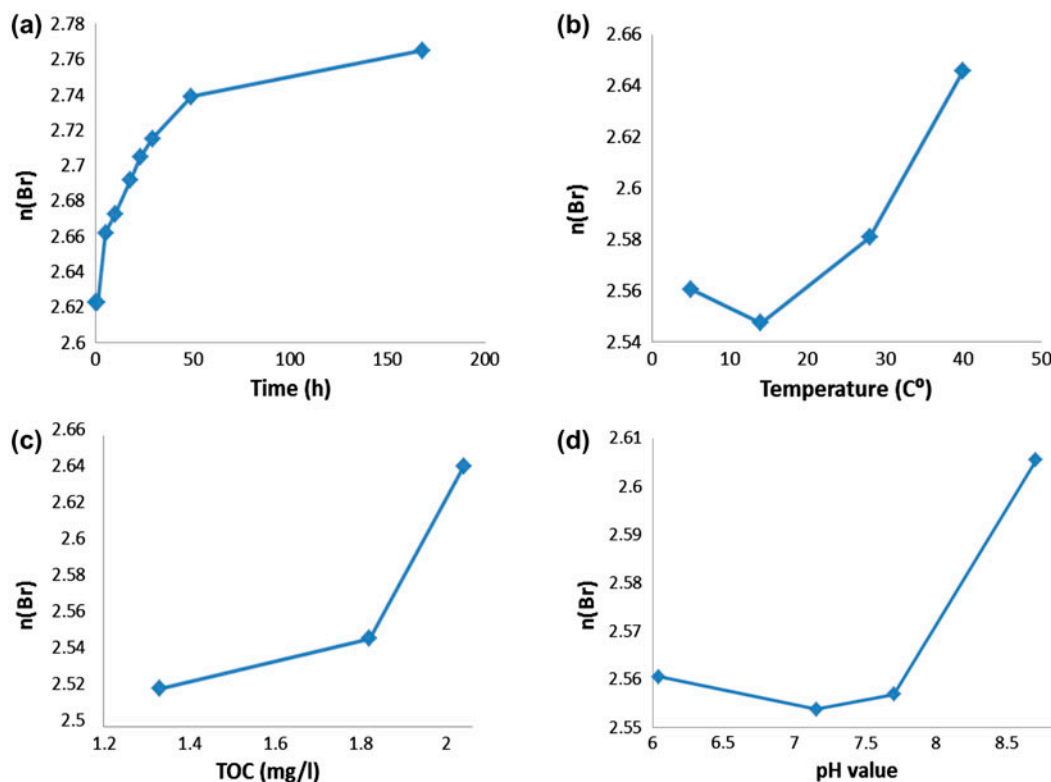 (a)
2.78
2.76
2.74
2.72
2.7
2.68
2.66
2.64
2.62
2.6
n(Br)
0 50 100 150 200
Time (h)
(b)
2.66
2.64
2.62
2.6
2.58
2.56
2.54
n(Br)
0 10 20 30 40 50
Temperature (C⁰)
(c)
2.66
2.64
2.62
2.6
2.58
2.56
2.54
2.52
2.5
n(Br)
1.2 1.4 1.6 1.8 2
TOC (mg/l)
(d)
2.61
2.6
2.59
2.58
2.57
2.56
2.55
n(Br)
6 6.5 7 7.5 8 8.5
pH value